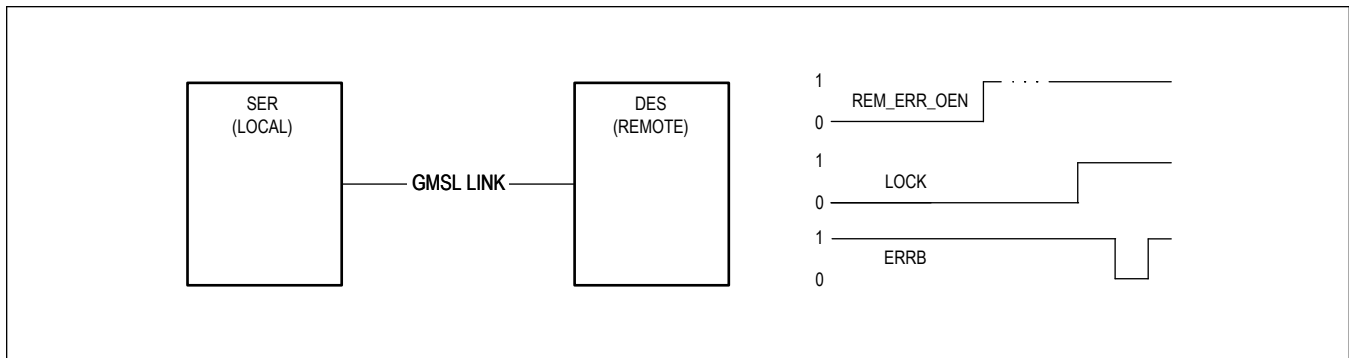 SER
(LOCAL)
GMSL LINK
DES
(REMOTE)
1
REM_ERR_OEN
0
1
LOCK
0
1
ERRB
0